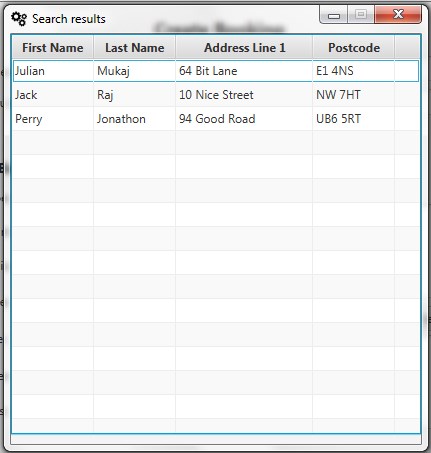 Search results
First Name Last Name Address Line 1 Postcode
Julian Mukaj 64 Bit Lane E1 4NS
Jack Raj 10 Nice Street NW 7HT
Perry Jonathon 94 Good Road UB6 5RT